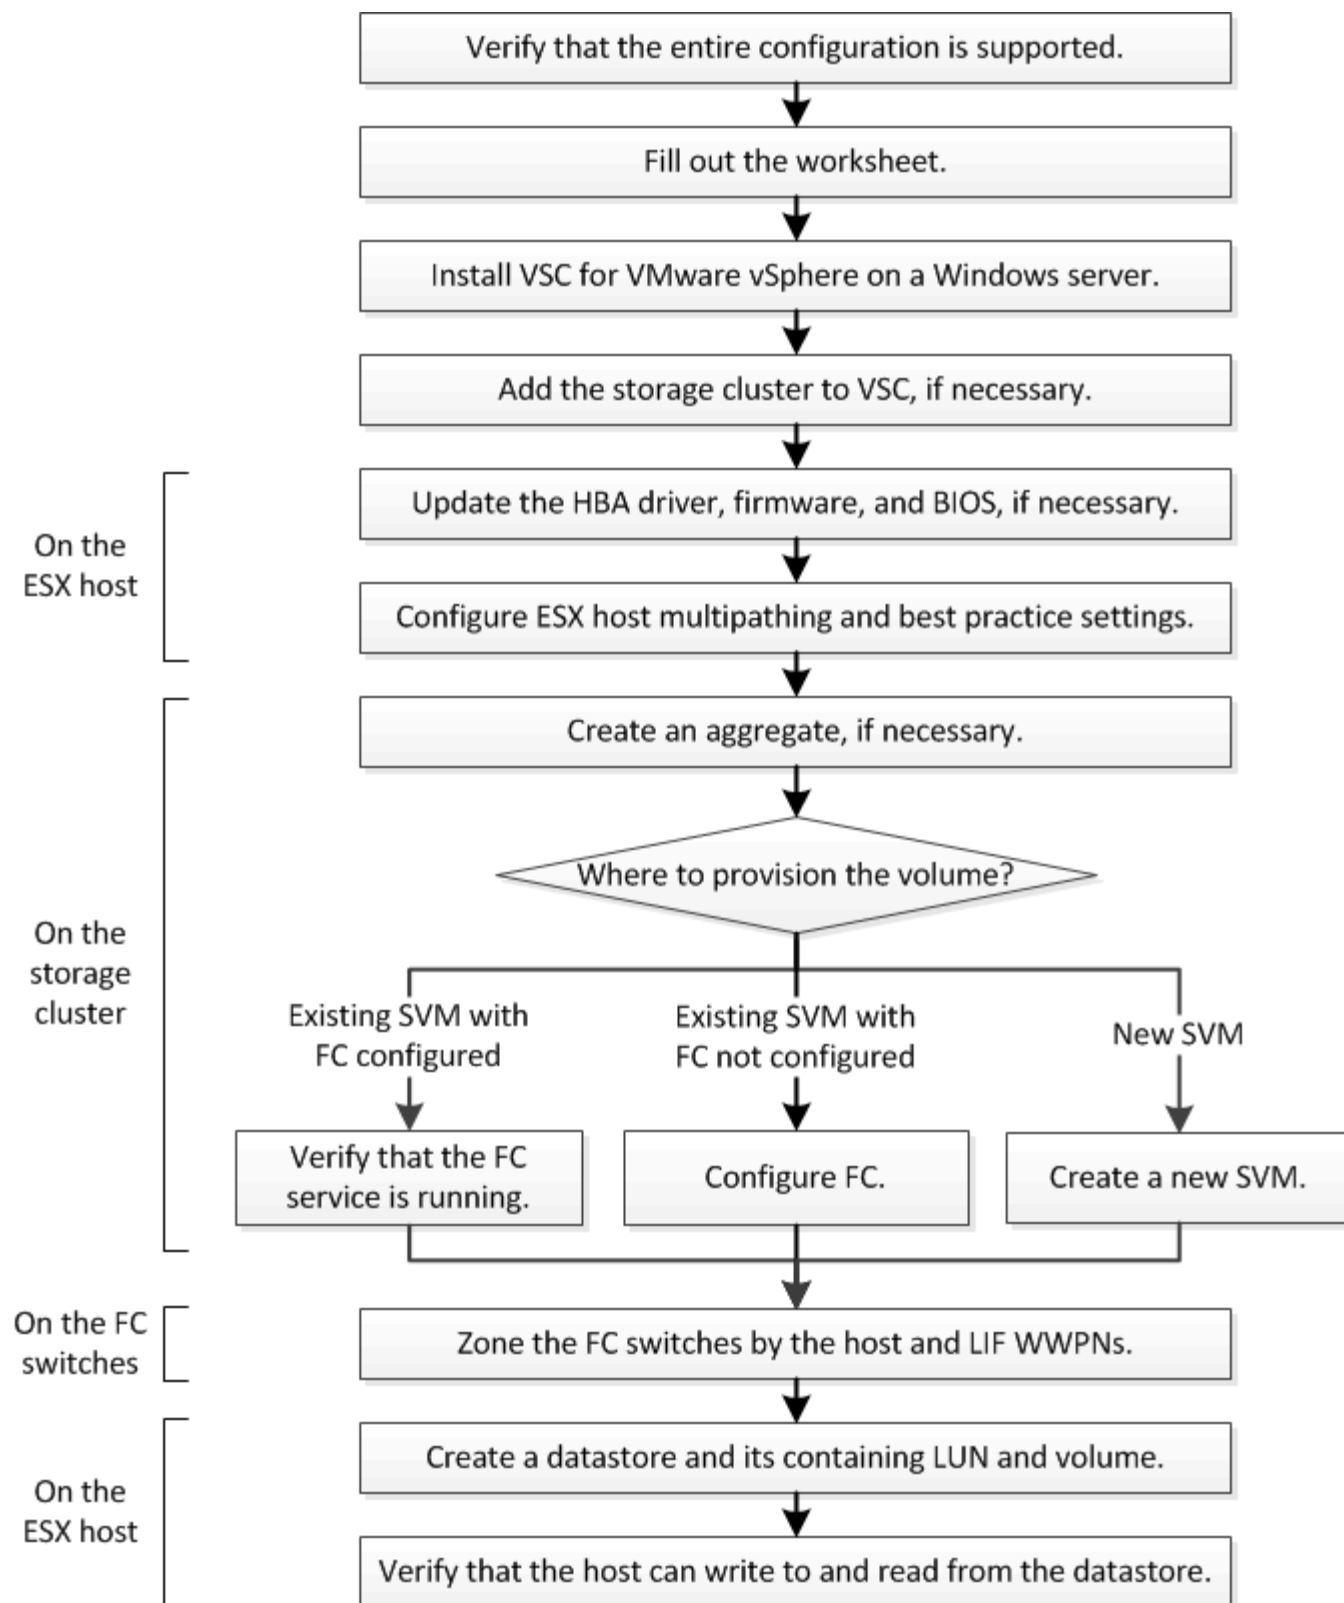 Verify that the entire configuration is supported.
Fill out the worksheet.
Install VSC for VMware vSphere on a Windows server.
Add the storage cluster to VSC, if necessary.
On the
ESX host
Update the HBA driver, firmware, and BIOS, if necessary.
Configure ESX host multipathing and best practice settings.
On the
storage
cluster
Create an aggregate, if necessary.
Where to provision the volume?
Existing SVM with
FC configured
Existing SVM with
FC not configured
New SVM
Verify that the FC
service is running.
Configure FC.
Create a new SVM.
On the FC
switches
Zone the FC switches by the host and LIF WWPNs.
On the
ESX host
Create a datastore and its containing LUN and volume.
Verify that the host can write to and read from the datastore.